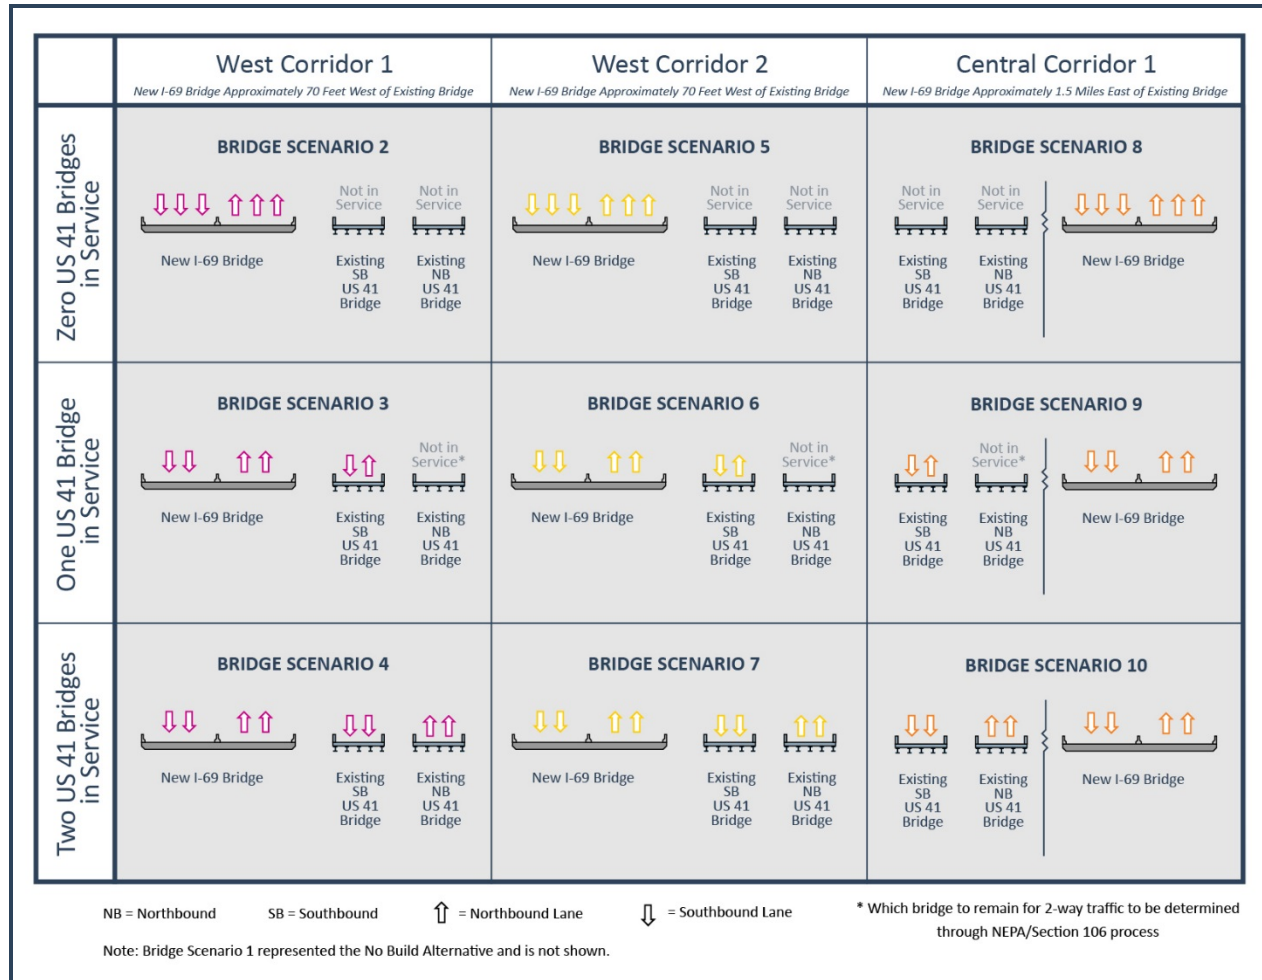 West Corridor 1
New I-69 Bridge Approximately 70 Feet West of Existing Bridge
West Corridor 2
New I-69 Bridge Approximately 70 Feet West of Existing Bridge
Central Corridor 1
New I-69 Bridge Approximately 1.5 Miles East of Existing Bridge
Zero US 41 Bridges
in Service
BRIDGE SCENARIO 2
Not in
Service
Not in
Service
New I-69 Bridge
Existing
SB
US 41
Bridge
Existing
NB
US 41
Bridge
BRIDGE SCENARIO 5
Not in
Service
Not in
Service
New I-69 Bridge
Existing
SB
US 41
Bridge
Existing
NB
US 41
Bridge
BRIDGE SCENARIO 8
Not in
Service
Not in
Service
Existing
SB
US 41
Bridge
Existing
NB
US 41
Bridge
New I-69 Bridge
One US 41 Bridge
in Service
BRIDGE SCENARIO 3
Not in
Service*
New I-69 Bridge
Existing
SB
US 41
Bridge
Existing
NB
US 41
Bridge
BRIDGE SCENARIO 6
Not in
Service*
New I-69 Bridge
Existing
SB
US 41
Bridge
Existing
NB
US 41
Bridge
BRIDGE SCENARIO 9
Not in
Service*
Existing
SB
US 41
Bridge
Existing
NB
US 41
Bridge
New I-69 Bridge
Two US 41 Bridges
in Service
BRIDGE SCENARIO 4
New I-69 Bridge
Existing
SB
US 41
Bridge
Existing
NB
US 41
Bridge
BRIDGE SCENARIO 7
New I-69 Bridge
Existing
SB
US 41
Bridge
Existing
NB
US 41
Bridge
BRIDGE SCENARIO 10
Existing
SB
US 41
Bridge
Existing
NB
US 41
Bridge
New I-69 Bridge
NB = Northbound
SB = Southbound
= Northbound Lane
= Southbound Lane
* Which bridge to remain for 2-way traffic to be determined
through NEPA/Section 106 process
Note: Bridge Scenario 1 represented the No Build Alternative and is not shown.